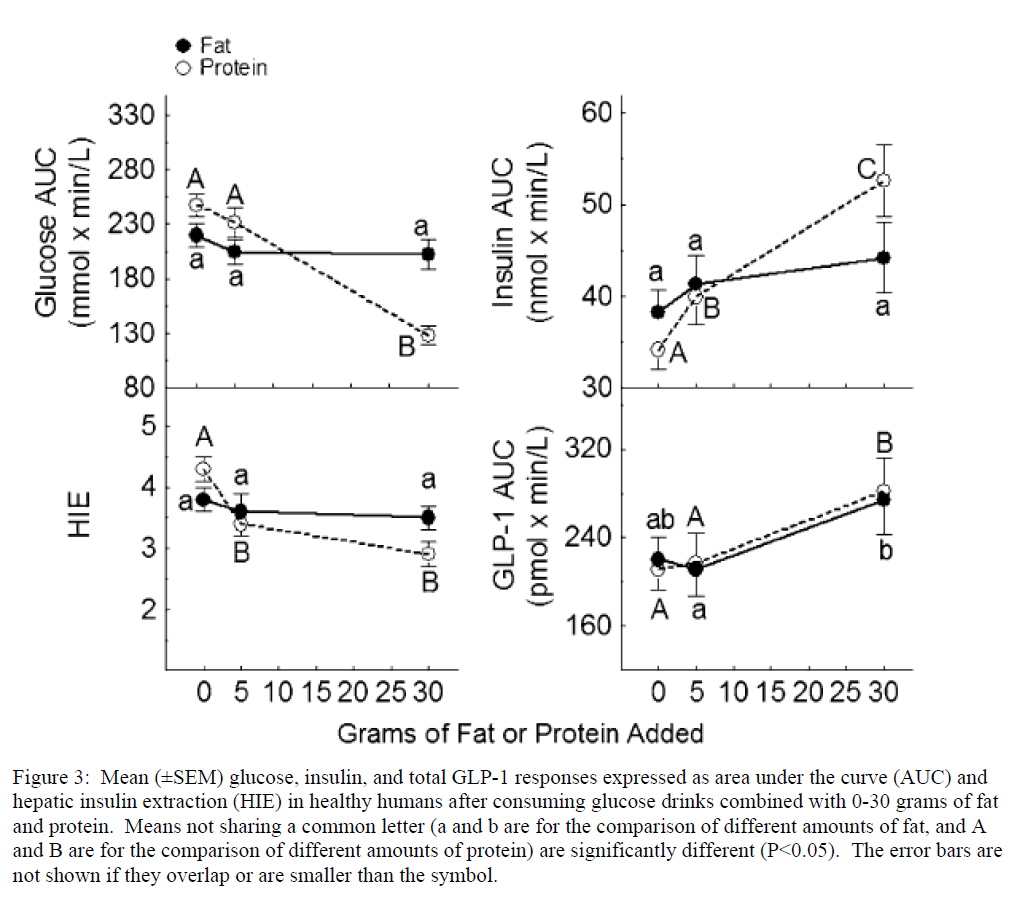 Fat
Protein
330
280
230
180
130
80
Glucose AUC
(mmol x min/L)
A
A
a
a
a
B
60
50
40
30
Insulin AUC
(nmol x min/L)
C
a
a
B
A
a
5
4
3
2
HIE
A
a
a
a
B
B
320
240
160
GLP-1 AUC
(pmol x min/L)
B
ab
A
A
a
b
0 5 10 15 20 25 30
0 5 10 15 20 25 30
Grams of Fat or Protein Added
Figure 3: Mean (±SEM) glucose, insulin, and total GLP-1 responses expressed as area under the curve (AUC) and
hepatic insulin extraction (HIE) in healthy humans after consuming glucose drinks combined with 0-30 grams of fat
and protein. Means not sharing a common letter (a and b are for the comparison of different amounts of fat, and A
and B are for the comparison of different amounts of protein) are significantly different (P<0.05). The error bars are
not shown if they overlap or are smaller than the symbol.